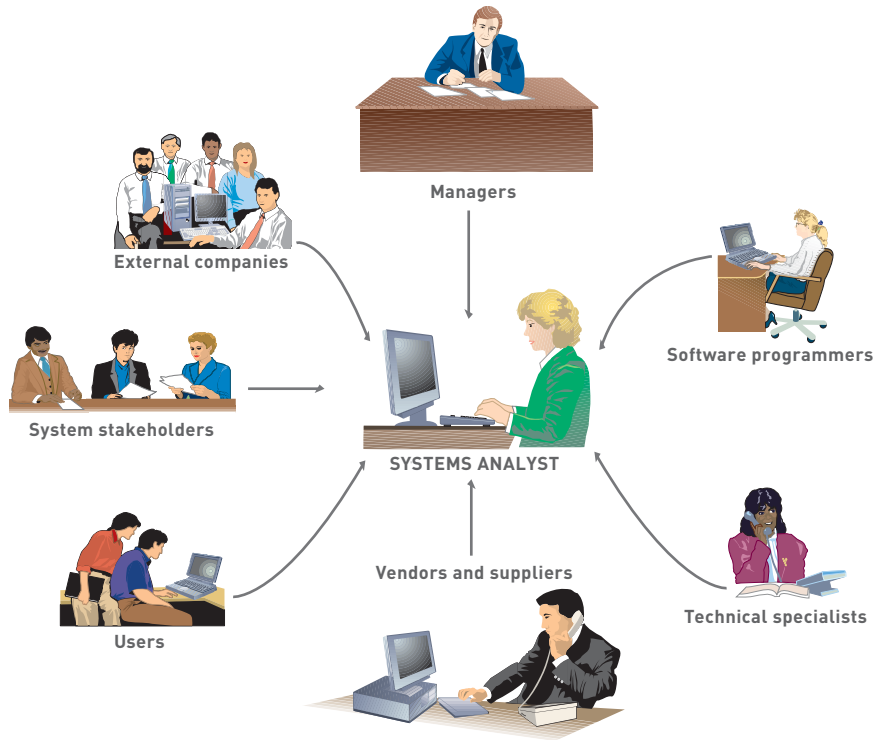 Managers
External companies
Software programmers
System stakeholders
SYSTEMS ANALYST
Vendors and suppliers
Technical specialists
Users